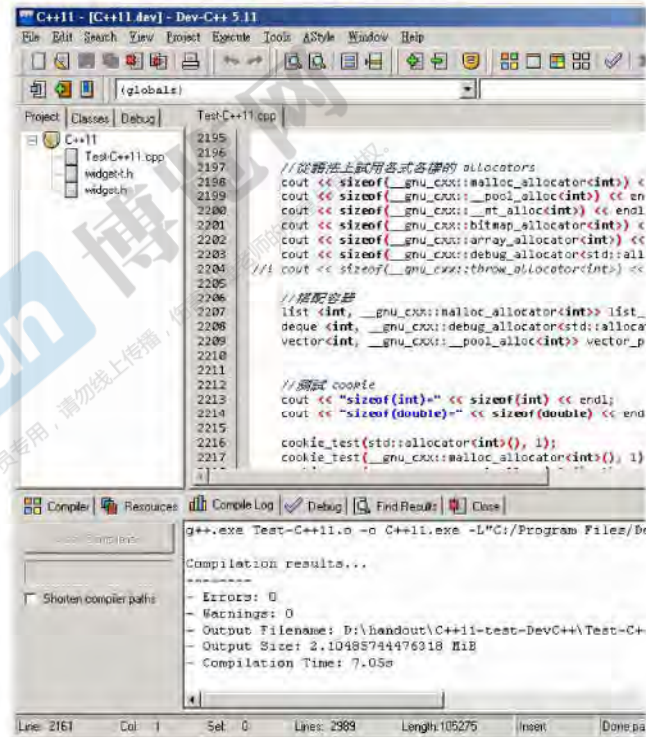 C++11 - [C++11.dev] - Dev-C++ 5.11
File Edit Search View Project Execute Tools AStyle Window Help
(globals)
Project Classes Debug
Test-C++11.cpp
C++11
Test-C++11.cpp
widget-t.h
widget.h
2195
2196
2197 //從語法上試用各式各樣的 allocators
2198 cout << sizeof(__gnu_cxx::malloc_allocator<int>) <
2199 cout << sizeof(__gnu_cxx::__pool_alloc<int>) << en
2200 cout << sizeof(__gnu_cxx::__mt_alloc<int>) << endl
2201 cout << sizeof(__gnu_cxx::bitmap_allocator<int>) <
2202 cout << sizeof(__gnu_cxx::array_allocator<int>) <<
2203 cout << sizeof(__gnu_cxx::debug_allocator<std::all
2204 //! cout << sizeof(__gnu_cxx::throw_allocator<int>) <<
2205
2206 //搭配容器
2207 list <int, __gnu_cxx::malloc_allocator<int>> list_
2208 deque <int, __gnu_cxx::debug_allocator<std::alloca
2209 vector<int, __gnu_cxx::__pool_alloc<int>> vector_p
2210
2211
2212 //測試 cookie
2213 cout << "sizeof(int)=" << sizeof(int) << endl;
2214 cout << "sizeof(double)=" << sizeof(double) << end
2215
2216 cookie_test(std::allocator<int>(), 1);
2217 cookie_test(__gnu_cxx::malloc_allocator<int>(), 1)
Compiler Resources Compile Log Debug Find Results Close
g++.exe Test-C++11.o -o C++11.exe -L"C:/Program Files/De
Compilation results...
--------
Shorten compiler paths
- Errors: 0
- Warnings: 0
- Output Filename: D:\handout\C++11-test-DevC++\Test-C+
- Output Size: 2.10485744476318 MiB
- Compilation Time: 7.05s
Line: 2161 Col: 1 Sel: 0 Lines: 2989 Length: 105275 Insert Done pa
博览网